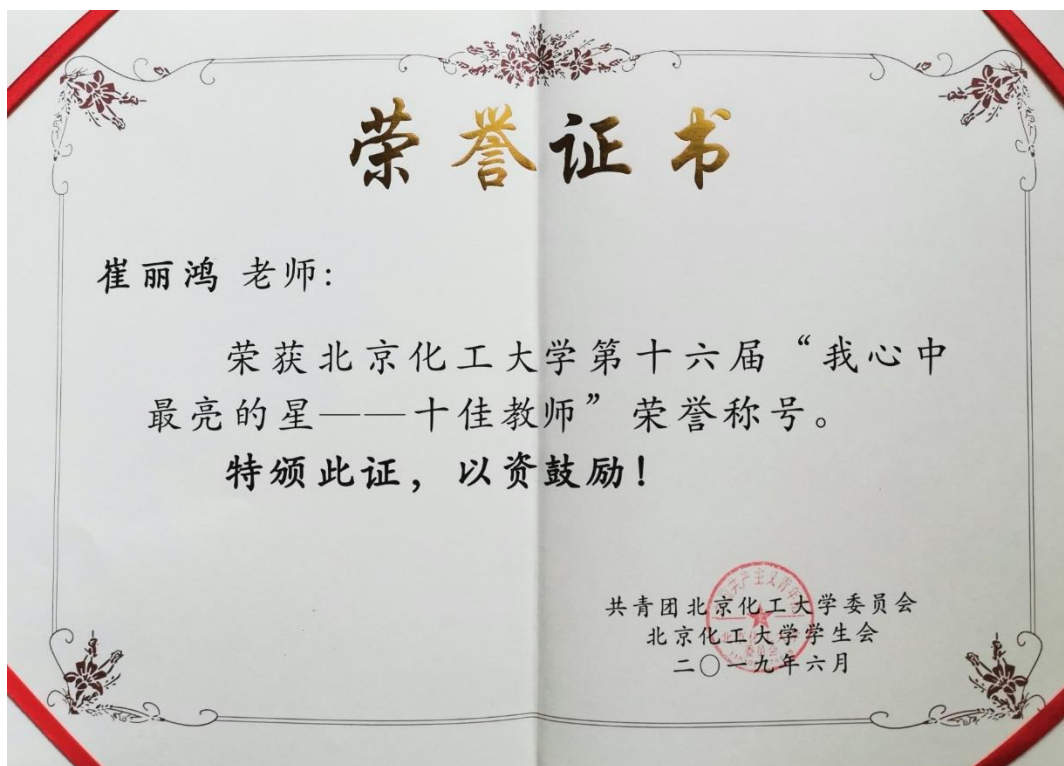 荣誉证书
崔丽鸿 老师:
荣获北京化工大学第十六届“我心中
最亮的星——十佳教师”荣誉称号。
特颁此证，以资鼓励!
共青团北京化工大学委员会
北京化工大学学生会
二〇一九年六月